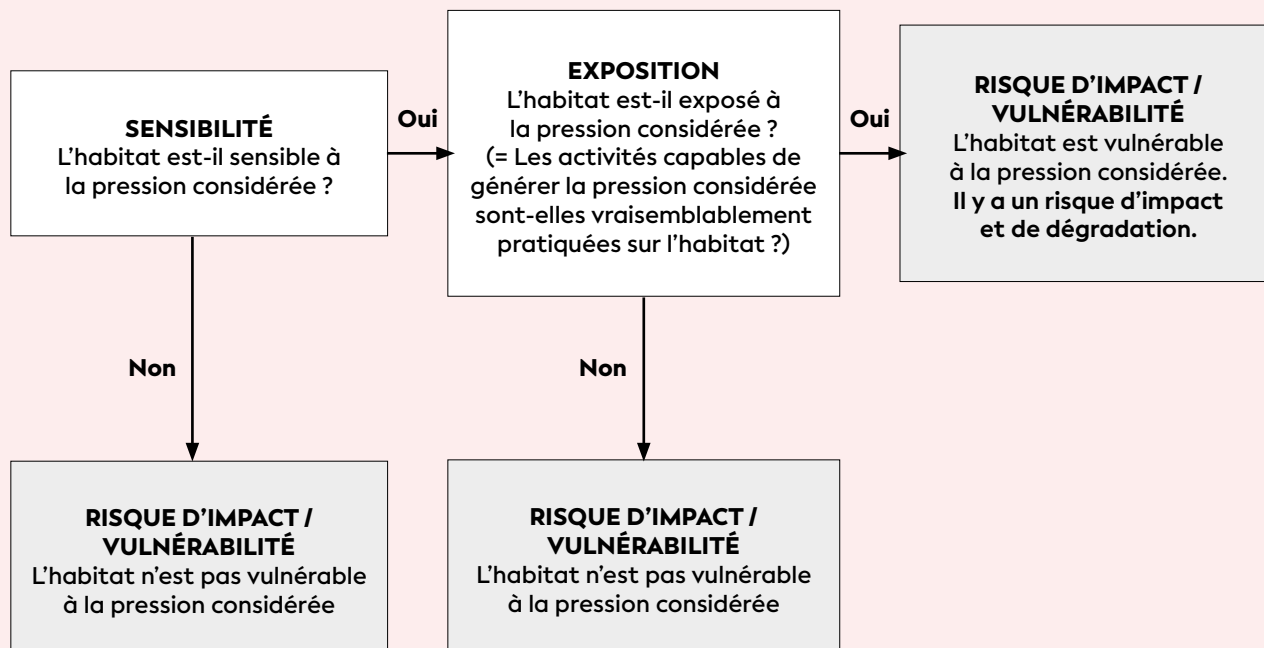 SENSIBILITÉ
L’habitat est-il sensible à
la pression considérée ?
Oui
EXPOSITION
L’habitat est-il exposé à
la pression considérée ?
(= Les activités capables de
générer la pression considérée
sont-elles vraisemblablement
pratiquées sur l’habitat ?)
Oui
RISQUE D’IMPACT /
VULNÉRABILITÉ
L’habitat est vulnérable
à la pression considérée.
Il y a un risque d’impact
et de dégradation.
Non
Non
RISQUE D’IMPACT /
VULNÉRABILITÉ
L’habitat n’est pas vulnérable
à la pression considérée
RISQUE D’IMPACT /
VULNÉRABILITÉ
L’habitat n’est pas vulnérable
à la pression considérée